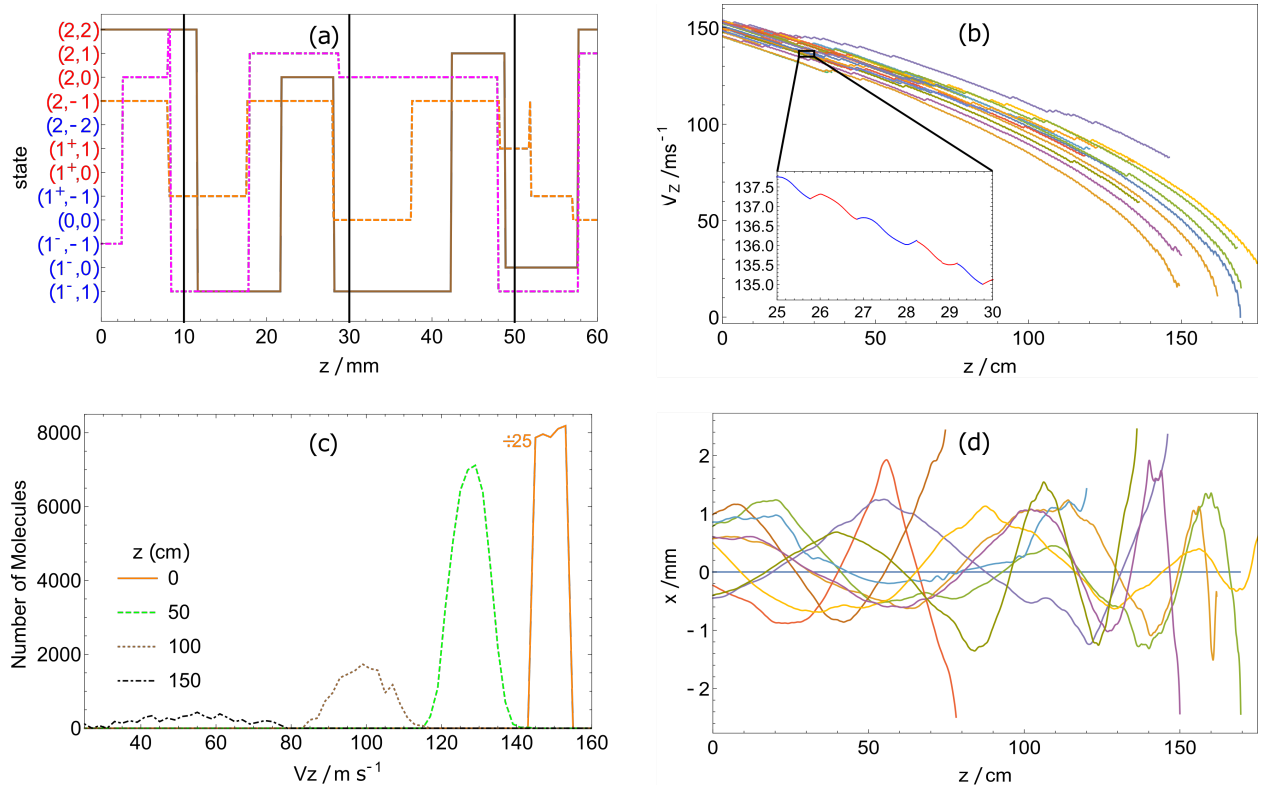 (a)
(2,2)
(2,1)
(2,0)
(2,-1)
(2,-2)
(1⁺,1)
(1⁺,0)
(1⁺,-1)
(0,0)
(1⁻,-1)
(1⁻,0)
(1⁻,1)
state
0 10 20 30 40 50 60
z / mm
(b)
150
100
50
0
Vz /ms⁻¹
137.5
137.0
136.5
136.0
135.5
135.0
25 26 27 28 29 30
0 50 100 150
z / cm
(c)
÷25
8000
6000
4000
2000
0
Number of Molecules
z (cm)
0
50
100
150
40 60 80 100 120 140 160
Vz / m s⁻¹
(d)
2
1
0
-1
-2
x /mm
0 50 100 150
z / cm